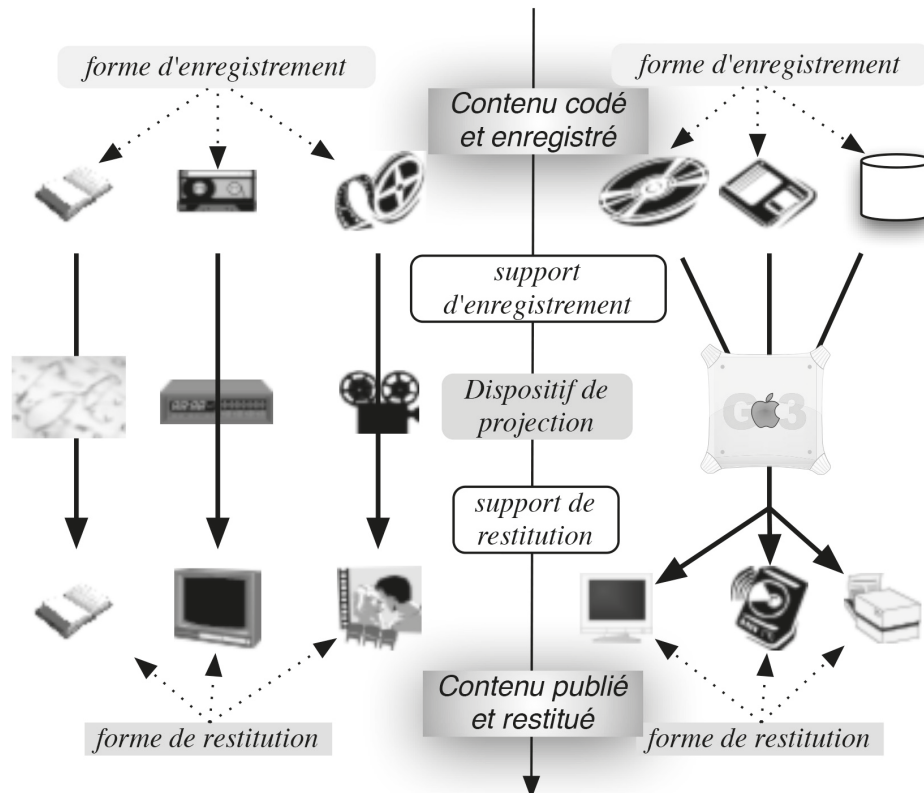 forme d'enregistrement
forme d'enregistrement
Contenu codé
et enregistré
support
d'enregistrement
Dispositif de
projection
G3
support de
restitution
Contenu publié
et restitué
forme de restitution
forme de restitution